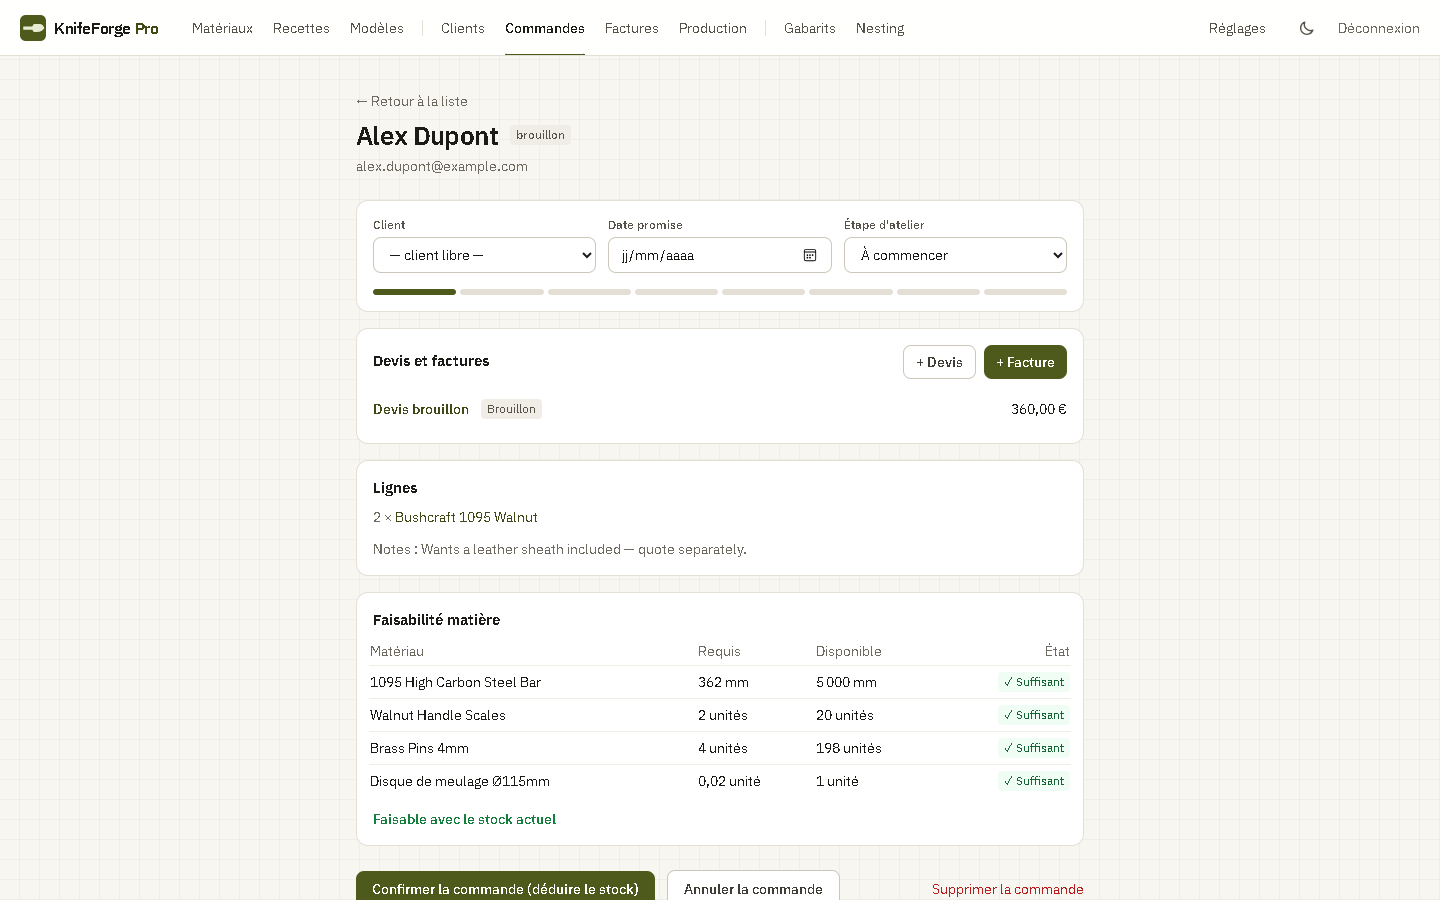 KnifeForge Pro Matériaux Recettes Modèles Clients Commandes Factures Production Gabarits Nesting Réglages Déconnexion
← Retour à la liste
Alex Dupont brouillon
alex.dupont@example.com
Client Date promise Étape d'atelier
— client libre — jj/mm/aaaa À commencer
Devis et factures + Devis + Facture
Devis brouillon Brouillon 360,00 €
Lignes
2 × Bushcraft 1095 Walnut
Notes : Wants a leather sheath included — quote separately.
Faisabilité matière
Matériau Requis Disponible État
1095 High Carbon Steel Bar 362 mm 5 000 mm ✓ Suffisant
Walnut Handle Scales 2 unités 20 unités ✓ Suffisant
Brass Pins 4mm 4 unités 198 unités ✓ Suffisant
Disque de meulage Ø115mm 0,02 unité 1 unité ✓ Suffisant
Faisable avec le stock actuel
Confirmer la commande (déduire le stock) Annuler la commande Supprimer la commande